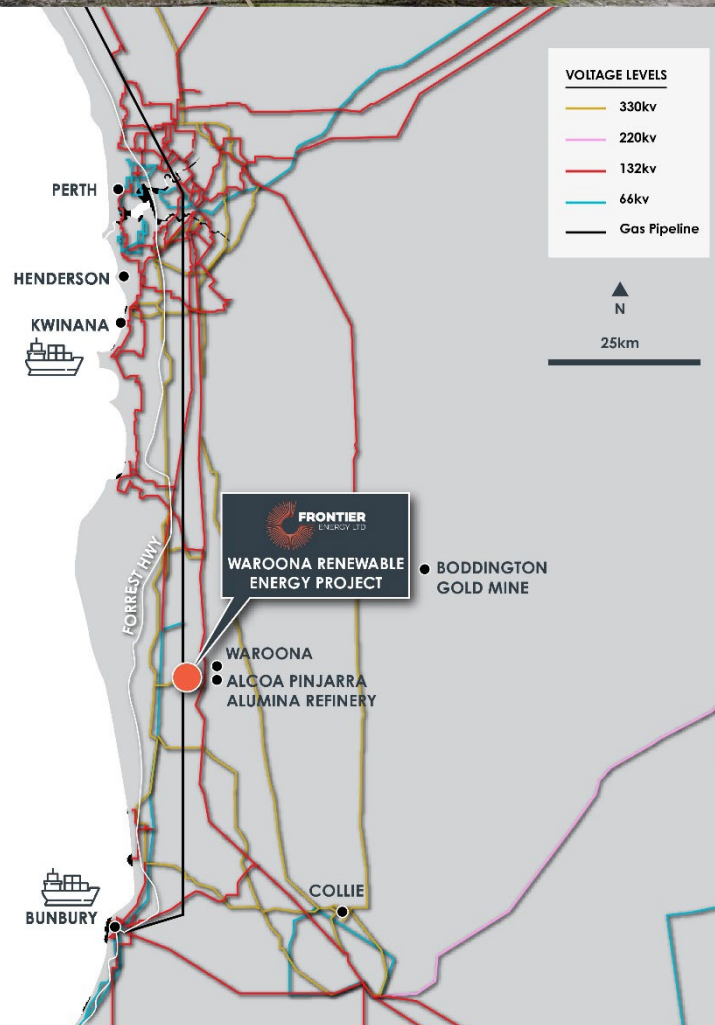 VOLTAGE LEVELS
330kv
220kv
132kv
66kv
Gas Pipeline
N
25km
PERTH
HENDERSON
KWINANA
FORREST HWY
FRONTIER
ENERGY LTD
WAROONA RENEWABLE
ENERGY PROJECT
BODDINGTON
GOLD MINE
WAROONA
ALCOA PINJARRA
ALUMINA REFINERY
COLLIE
BUNBURY